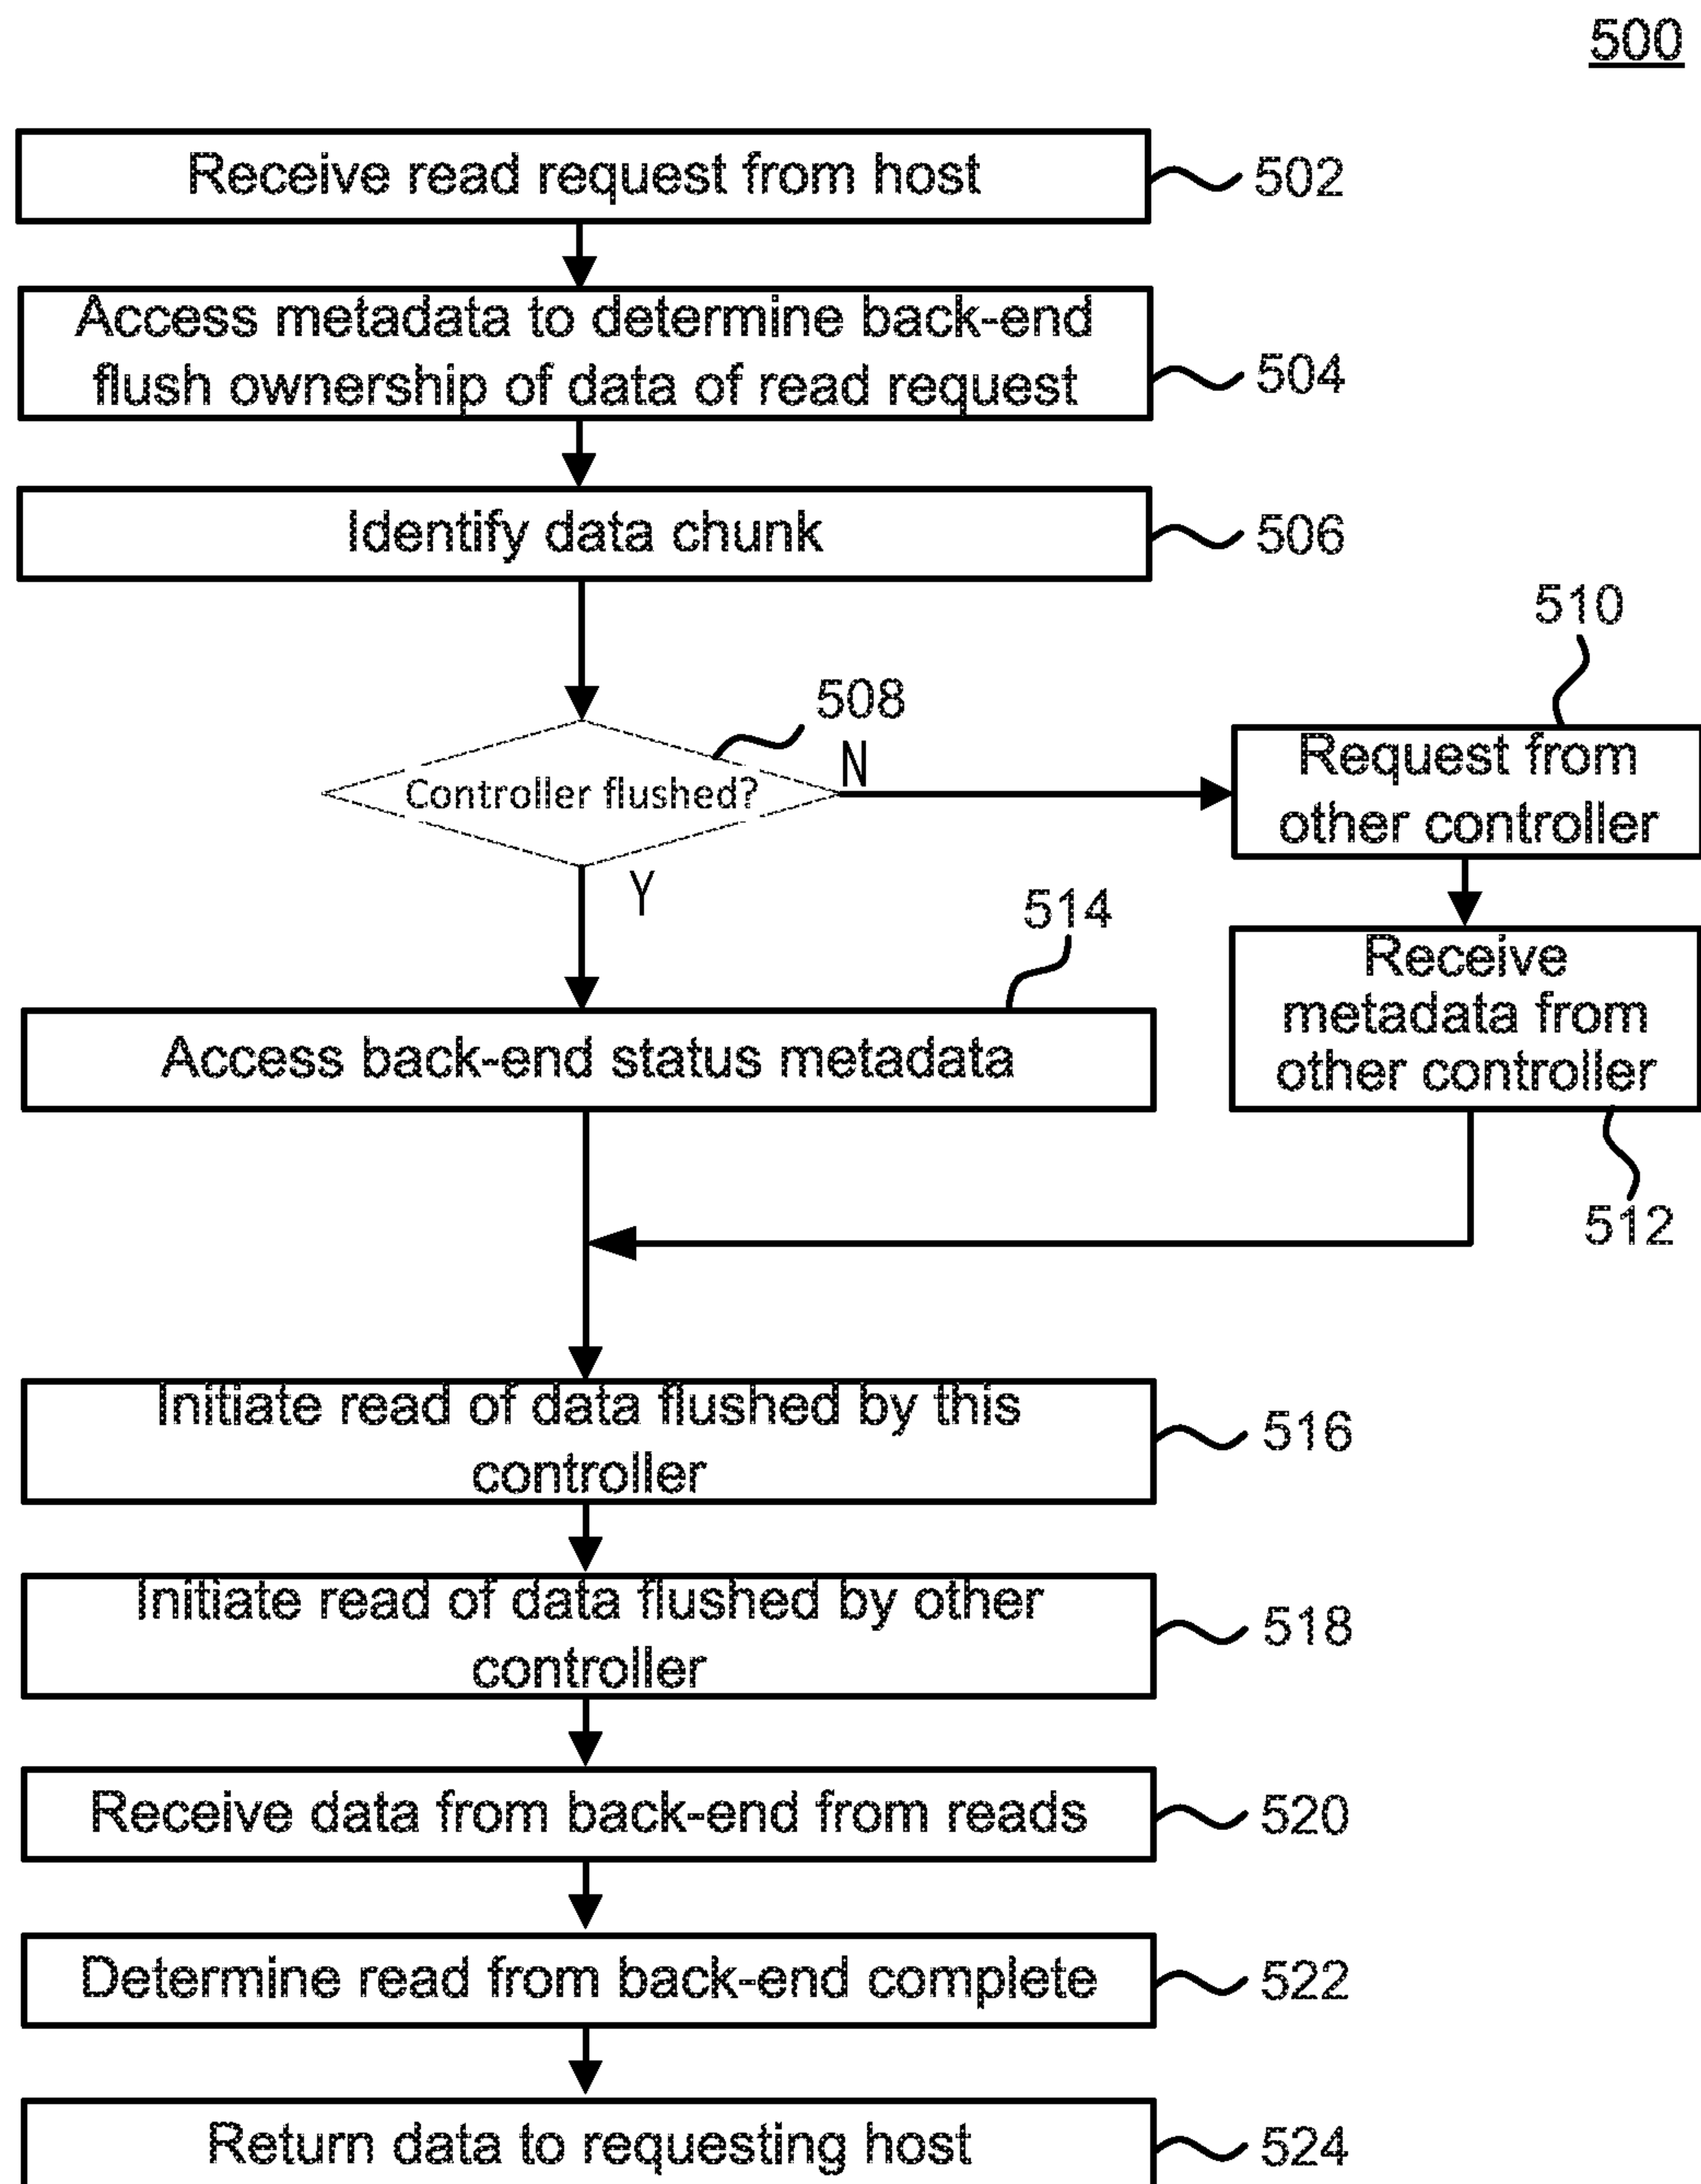 500
Receive read request from host
502
Access metadata to determine back-end
flush ownership of data of read request
504
Identify data chunk
506
508
Controller flushed?
N
Y
510
Request from
other controller
514
Access back-end status metadata
Receive
metadata from
other controller
512
Initiate read of data flushed by this
controller
516
Initiate read of data flushed by other
controller
518
Receive data from back-end from reads
520
Determine read from back-end complete
522
Return data to requesting host
524